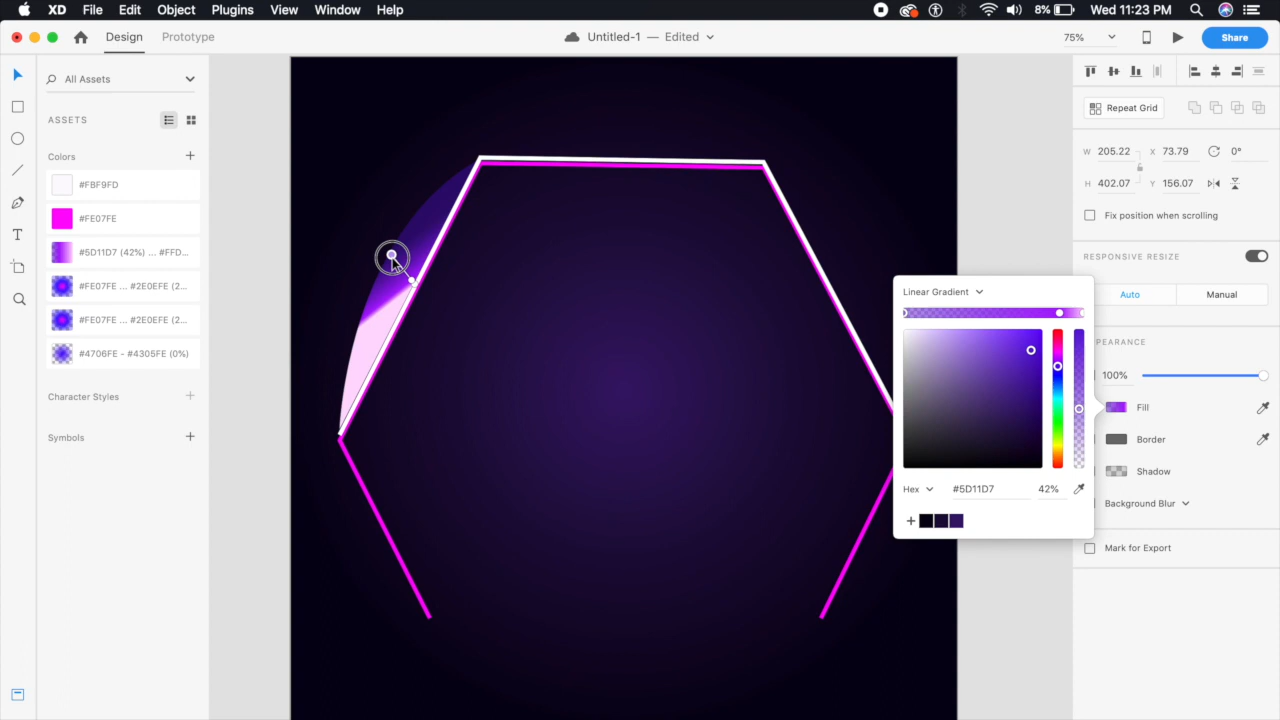 XD File Edit Object Plugins View Window Help 8% Wed 11:23 PM
Design Prototype Untitled-1 — Edited 75% Share
All Assets
ASSETS
Colors
#FBF9FD
#FE07FE
#5D11D7 (42%) ... #FFD...
#FE07FE ... #2E0EFE (2...
#FE07FE ... #2E0EFE (2...
#4706FE - #4305FE (0%)
Character Styles
Symbols
Repeat Grid
W 205.22 X 73.79 0°
H 402.07 Y 156.07
Fix position when scrolling
RESPONSIVE RESIZE
Auto Manual
PEARANCE
100%
Fill
Border
Shadow
Background Blur
Mark for Export
Linear Gradient
Hex #5D11D7 42%